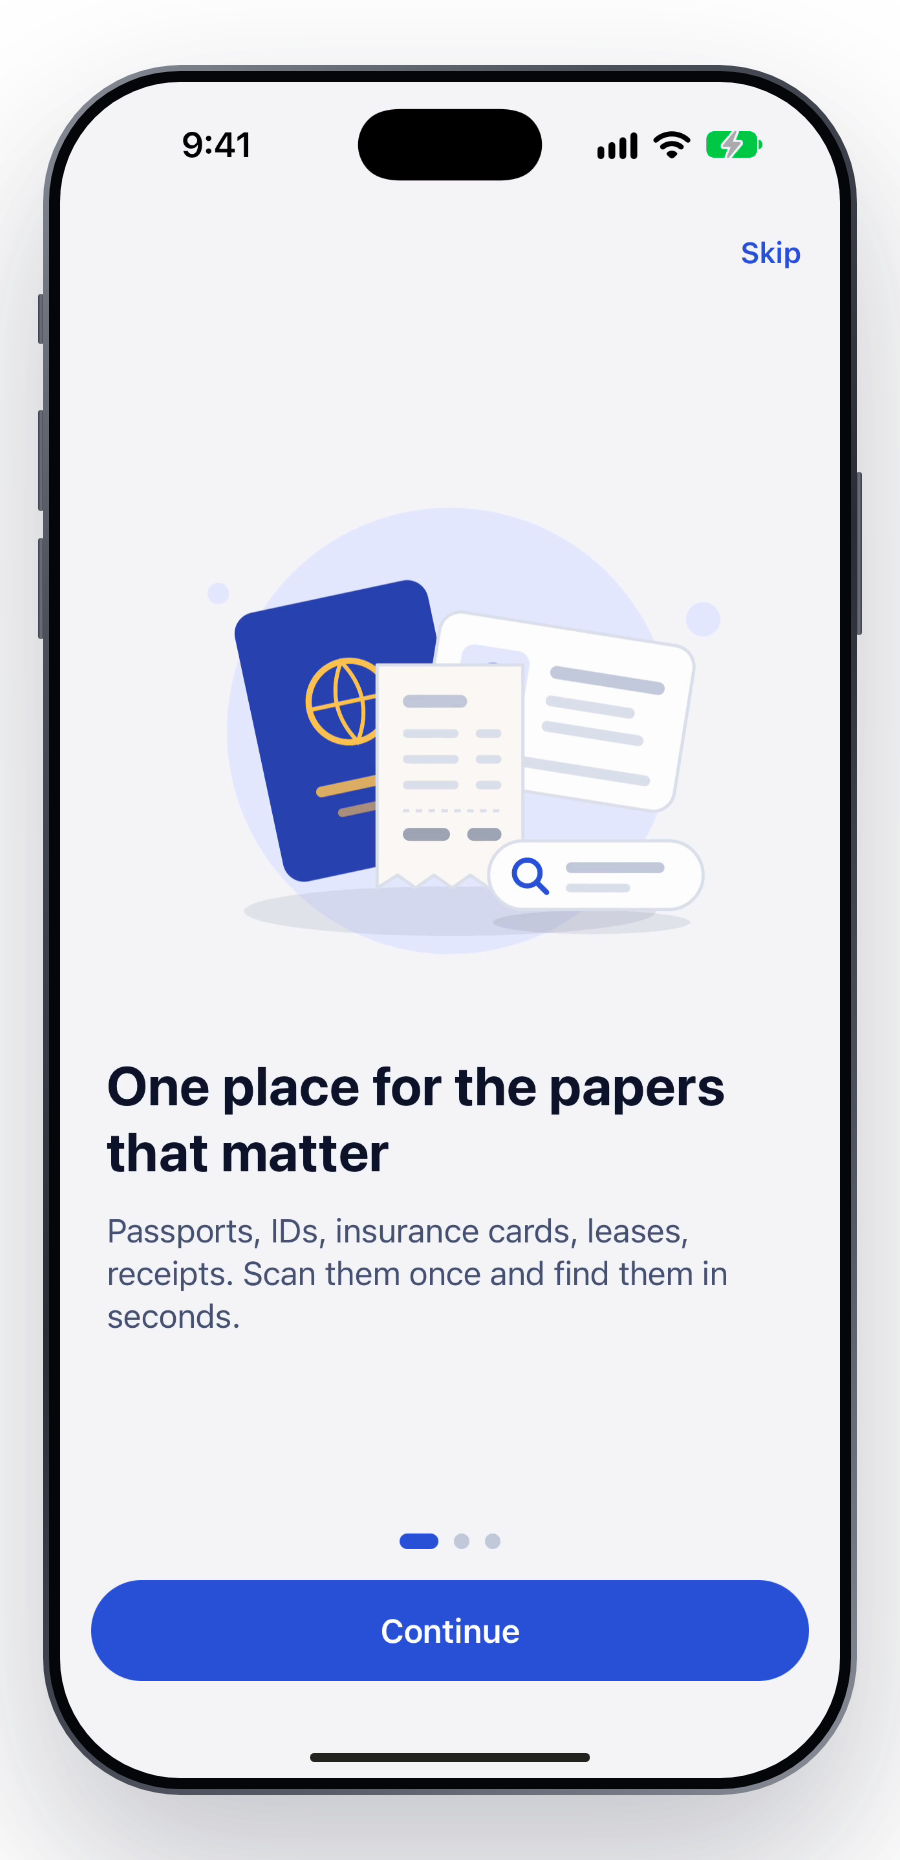 9:41
Skip
One place for the papers
that matter
Passports, IDs, insurance cards, leases,
receipts. Scan them once and find them in
seconds.
Continue